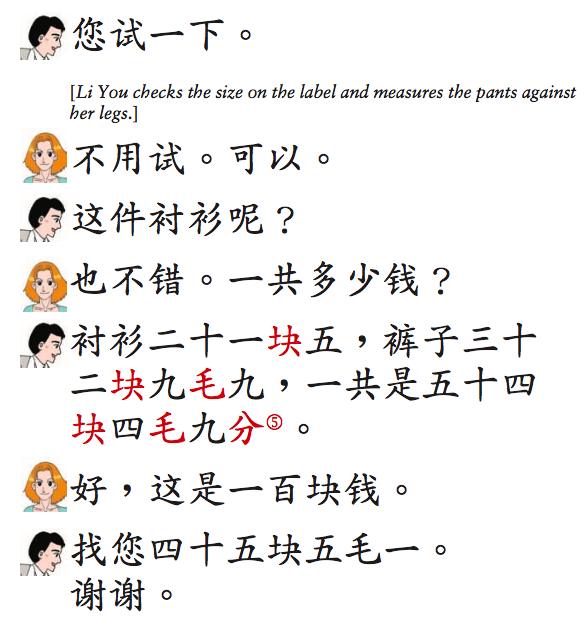 您试一下。
[Li You checks the size on the label and measures the pants against
her legs.]
不用试。可以。
这件衬衫呢？
也不错。一共多少钱？
衬衫二十一块五，裤子三十
二块九毛九，一共是五十四
块四毛九分⑤。
好，这是一百块钱。
找您四十五块五毛一。
谢谢。